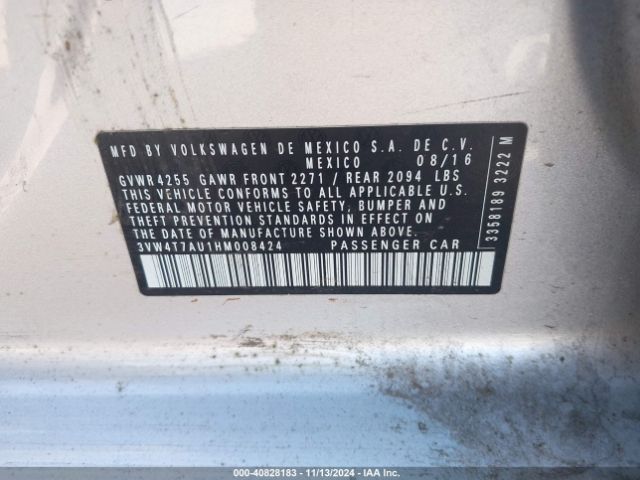 MFD BY VOLKSWAGEN DE MEXICO S.A. DE C.V.
MEXICO 08/16
GVWR 4255 GAWR FRONT 2271 / REAR 2094 LBS
THIS VEHICLE CONFORMS TO ALL APPLICABLE U.S.
FEDERAL MOTOR VEHICLE SAFETY, BUMPER AND
THEFT PREVENTION STANDARDS IN EFFECT ON
THE DATE OF MANUFACTURE SHOWN ABOVE.
3VW4T7AU1HM008424 PASSENGER CAR
3358189 3222 M
000-40828183 - 11/13/2024 - IAA Inc.